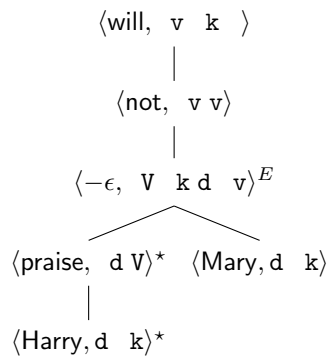 ⟨will, v k ⟩
⟨not, v v⟩
⟨-ϵ, V k d v⟩E
⟨praise, d V⟩⋆ ⟨Mary, d k⟩
⟨Harry, d k⟩⋆